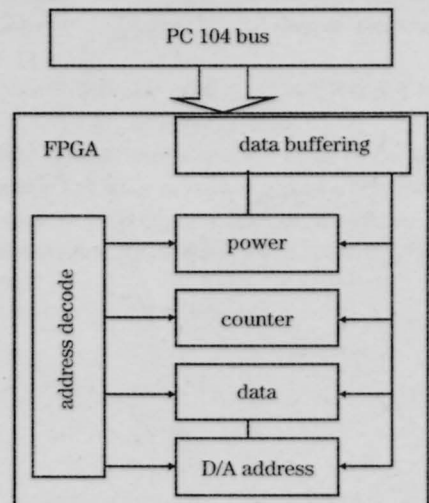 PC 104 bus
FPGA
data buffering
address decode
power
counter
data
D/A address